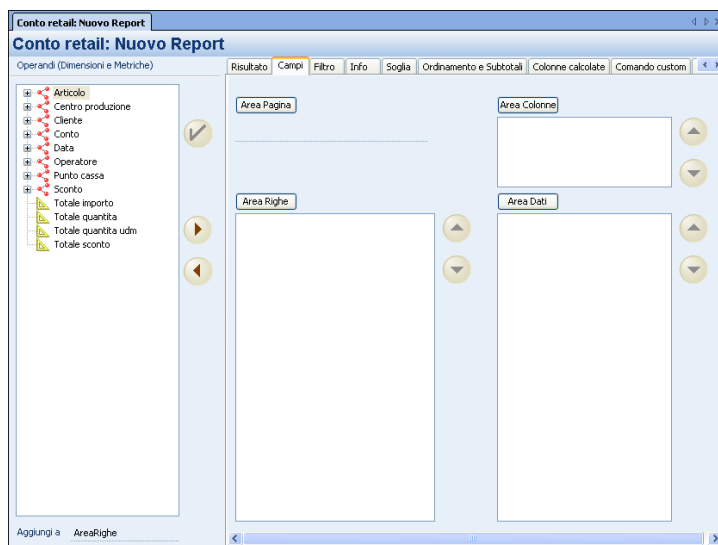 Conto retail: Nuovo Report
Conto retail: Nuovo Report
Operandi (Dimensioni e Metriche)
Risultato Campi Filtro Info Soglia Ordinamento e Subtotali Colonne calcolate Comando custom
Articolo
Centro produzione
Cliente
Conto
Data
Operatore
Punto cassa
Sconto
Totale importo
Totale quantita
Totale quantita udm
Totale sconto
Area Pagina
Area Colonne
Area Righe
Area Dati
Aggiungi a AreaRighe